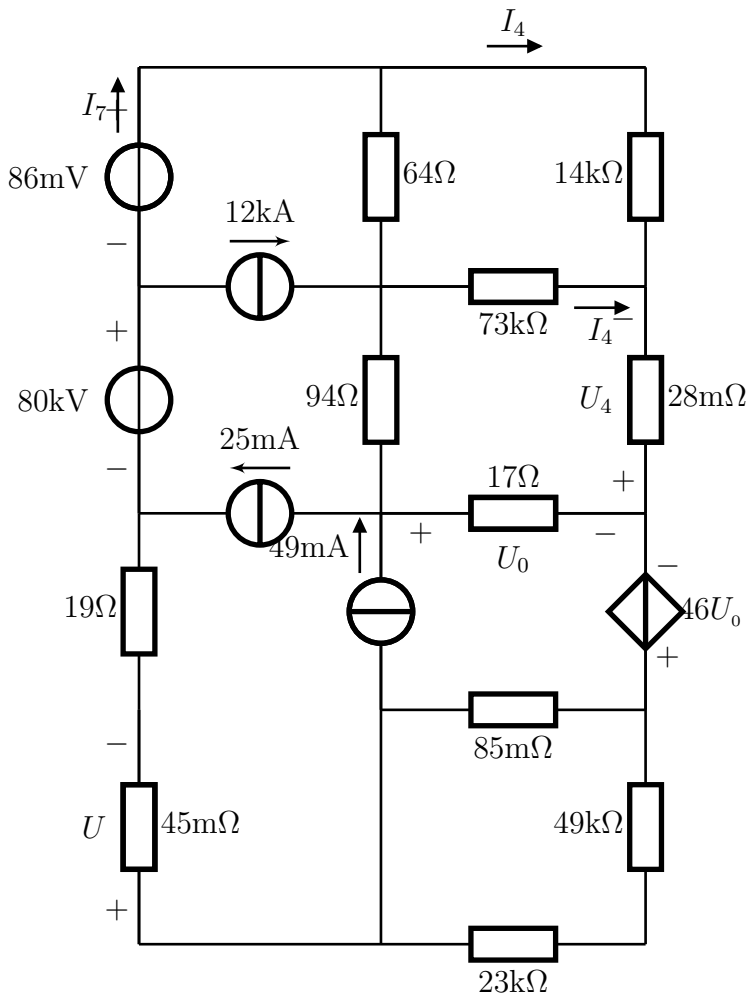 I4
I7 +
86mV
64Ω
14kΩ
−
12kA
+
73kΩ
I4 −
80kV
94Ω
U4
28mΩ
−
25mA
+
17Ω
49mA
+
−
U0
−
19Ω
46U0
+
−
85mΩ
U
45mΩ
49kΩ
+
23kΩ